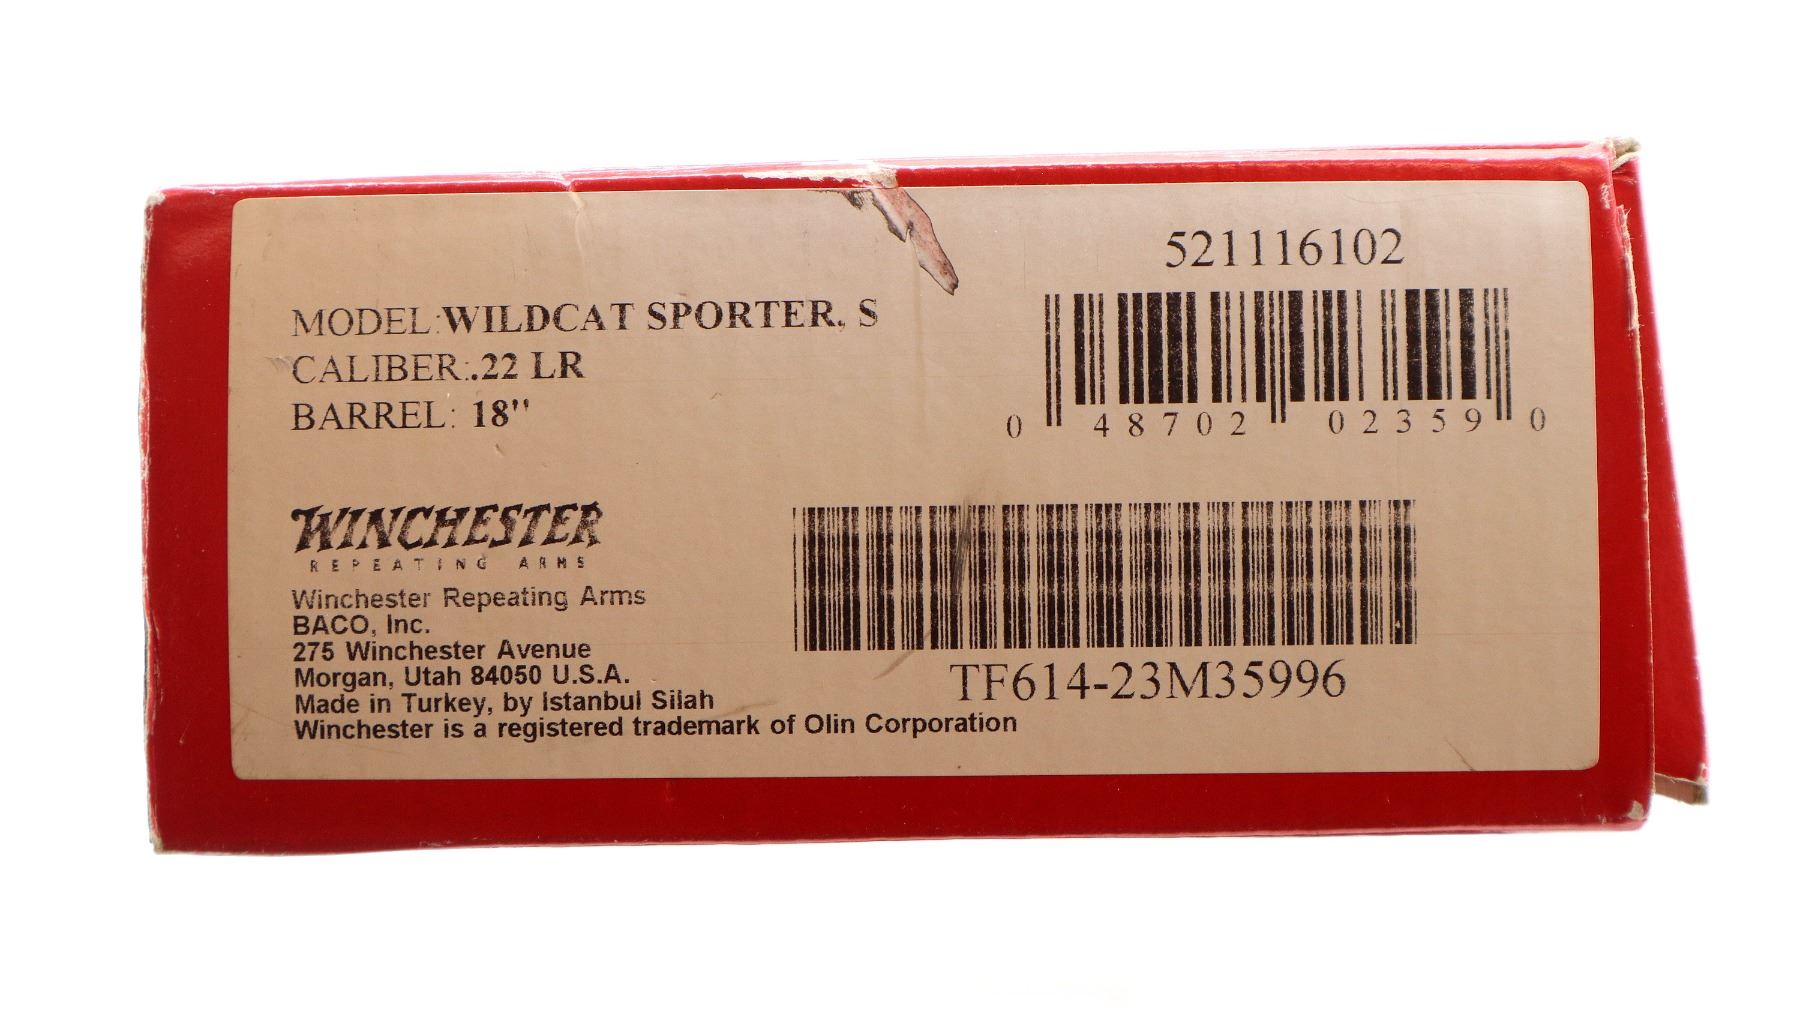 521116102
MODEL:WILDCAT SPORTER, S
CALIBER:.22 LR
BARREL: 18"
0 48702 02359 0
WINCHESTER
REPEATING ARMS
Winchester Repeating Arms
BACO, Inc.
275 Winchester Avenue
Morgan, Utah 84050 U.S.A.
Made in Turkey, by Istanbul Silah
Winchester is a registered trademark of Olin Corporation
TF614-23M35996